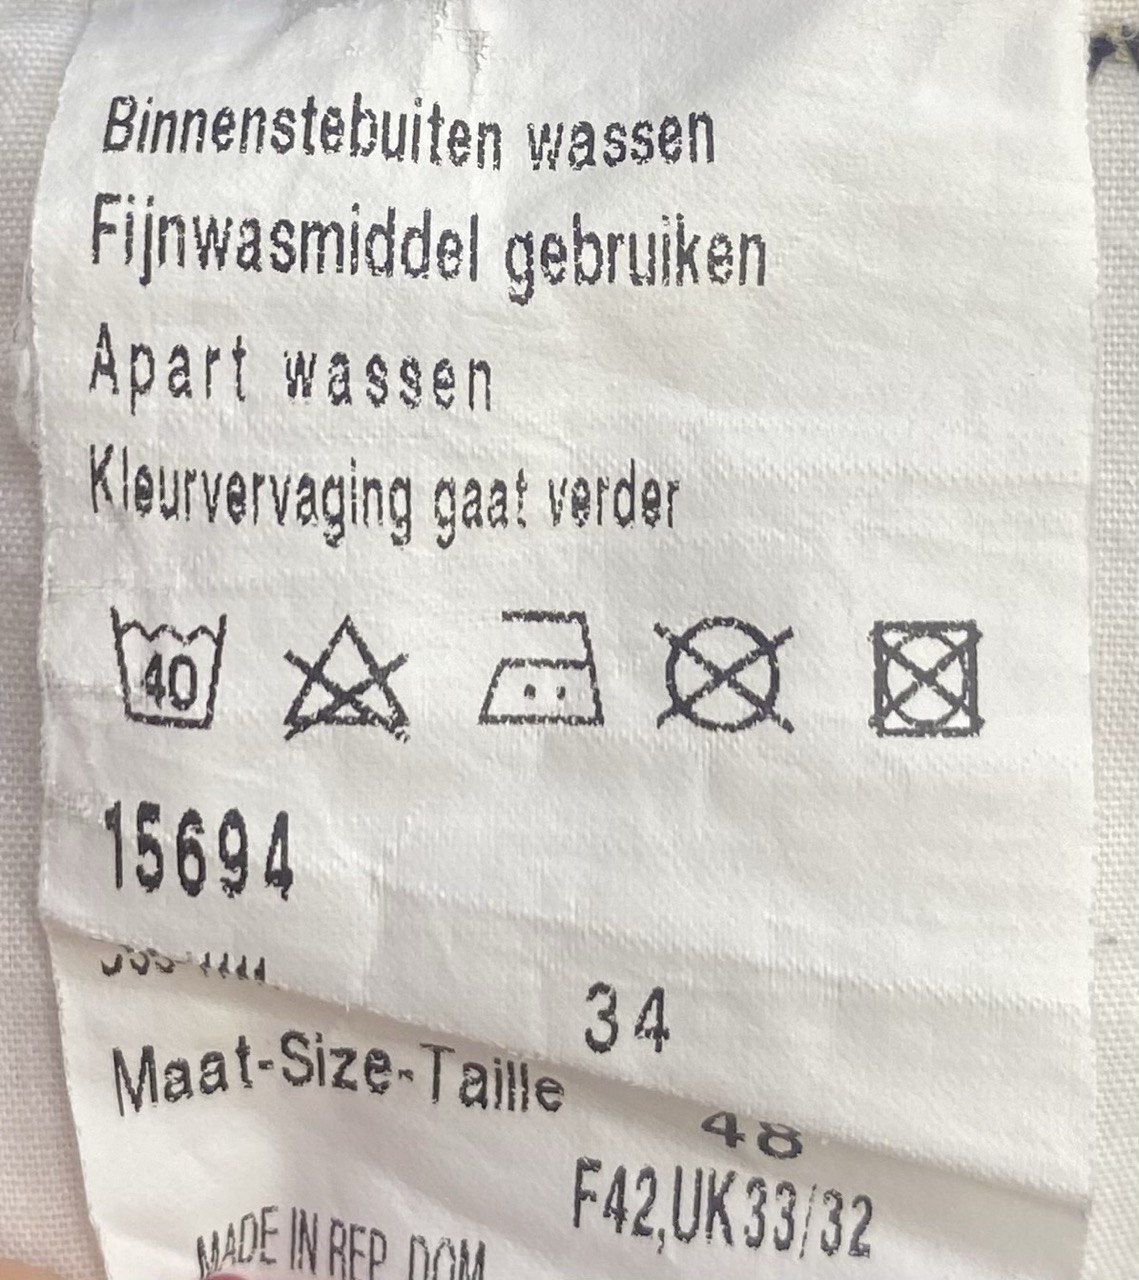 Binnenstebuiten wassen
Fijnwasmiddel gebruiken
Apart wassen
Kleurvervaging gaat verder
40
15694
34
Maat-Size-Taille
48
F42,UK33/32
MADE IN REP. DOM.